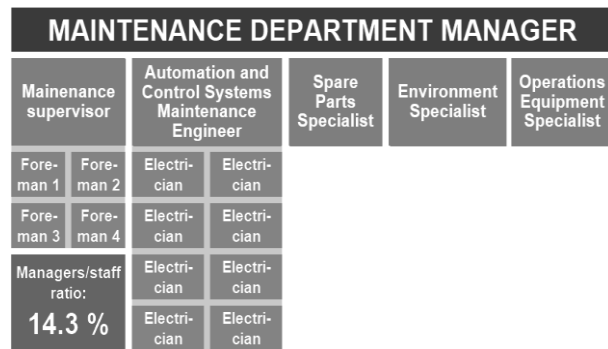 MAINTENANCE DEPARTMENT MANAGER
Mainenance
supervisor
Automation and
Control Systems
Maintenance
Engineer
Spare
Parts
Specialist
Environment
Specialist
Operations
Equipment
Specialist
Fore-
man 1
Fore-
man 2
Electri-
cian
Electri-
cian
Fore-
man 3
Fore-
man 4
Electri-
cian
Electri-
cian
Managers/staff
ratio:
14.3 %
Electri-
cian
Electri-
cian
Electri-
cian
Electri-
cian